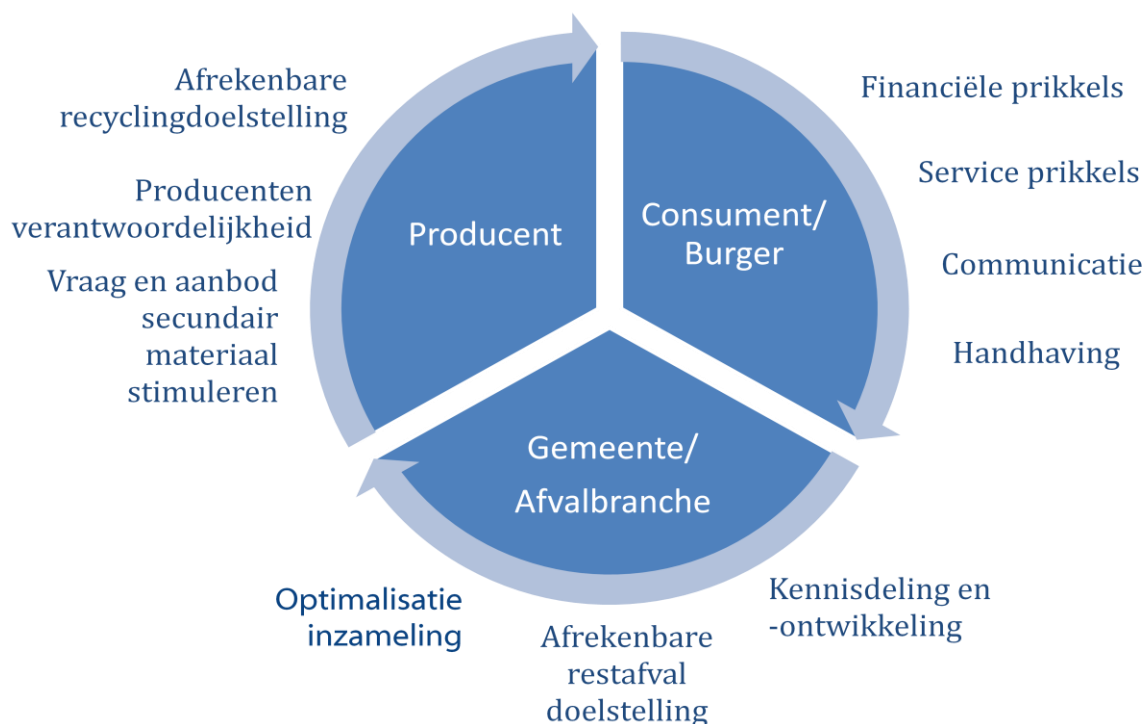 Afrekenbare
recyclingdoelstelling
Producenten
verantwoordelijkheid
Vraag en aanbod
secundair
materiaal
stimuleren
Producent
Consument/
Burger
Financiële prikkels
Service prikkels
Communicatie
Handhaving
Gemeente/
Afvalbranche
Optimalisatie
inzameling
Afrekenbare
restafval
doelstelling
Kennisdeling en
-ontwikkeling